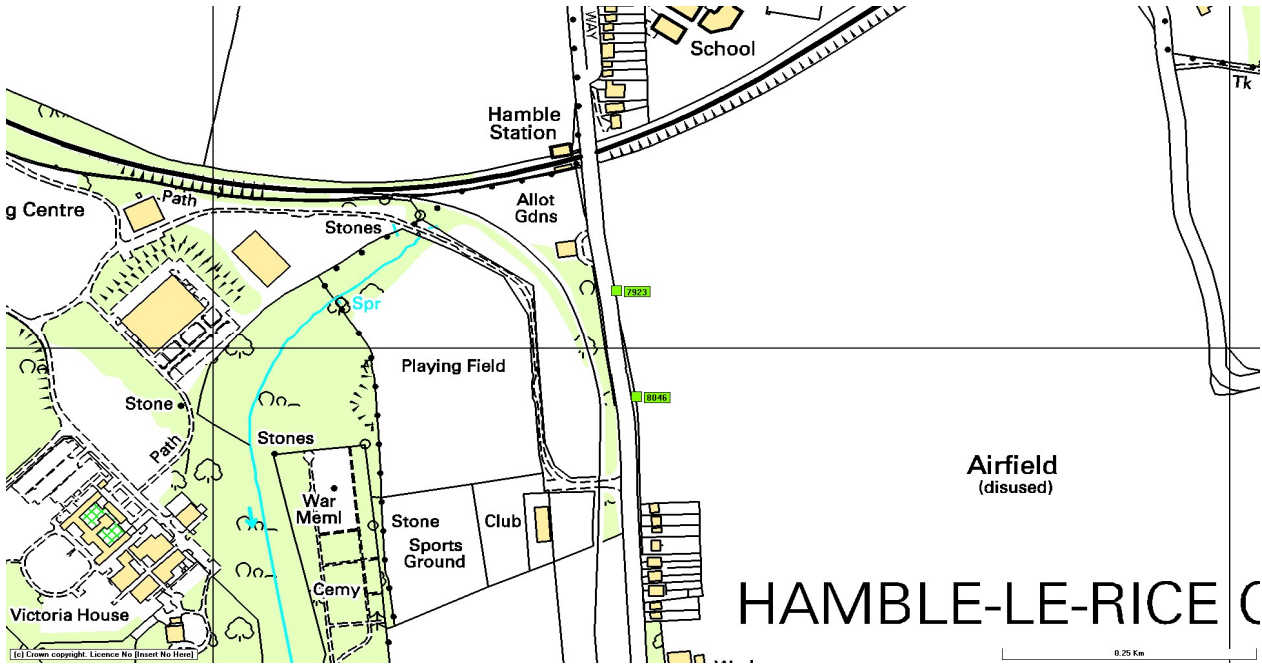 WAY
School
Hamble
Station
Tk
Path
g Centre
Allot
Gdns
Stones
7923
Spr
Playing Field
8046
Stone
Stones
Path
Airfield
(disused)
War
Meml
Stone
Club
Sports
Ground
Cemy
HAMBLE-LE-RICE C
Victoria House
(c) Crown copyright. Licence No [Insert No Here]
0.25 Km